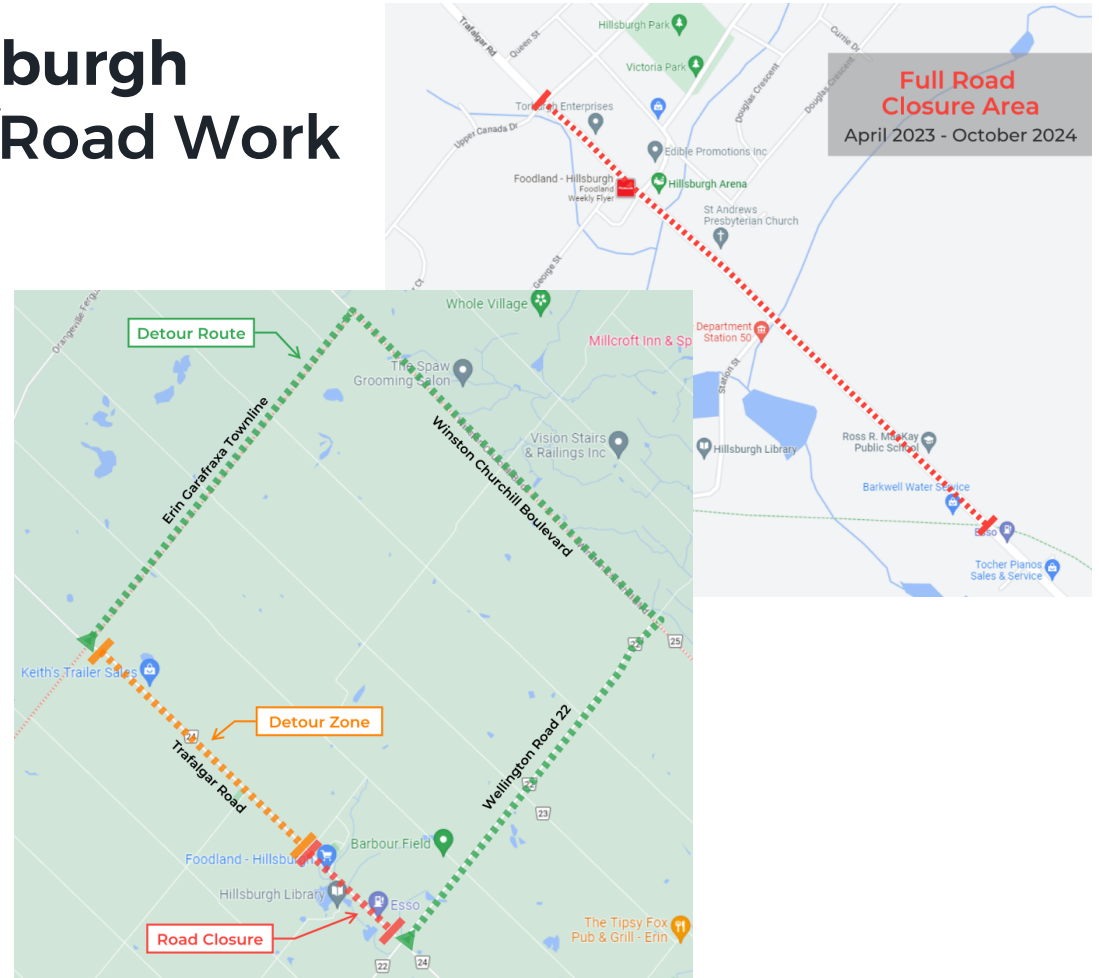 burgh
Road Work
Full Road
Closure Area
April 2023 - October 2024
Trafalgar Rd
Queen St
Hillsburgh Park
Victoria Park
Currie Dr
Douglas Crescent
Douglas Crescent
Upper Canada Dr
Enterprises
Edible Promotions Inc
Foodland - Hillsburgh
Foodland
Weekly Flyer
Hillsburgh Arena
St Andrews
Presbyterian Church
George St
Ct
Department
Station 50
Station St
Hillsburgh Library
Ross R. MacKay
Public School
Barkwell Water Service
Esso
Tocher Pianos
Sales & Service
Detour Route
Whole Village
Millcroft Inn & Sp
The Spaw
Grooming Salon
Vision Stairs
& Railings Inc
Erin Garafraxa Townline
Winston Churchill Boulevard
22
25
Keith's Trailer Sales
Detour Zone
24
Trafalgar Road
Wellington Road 22
22
23
Barbour Field
Foodland - Hillsburgh
Hillsburgh Library
Esso
Road Closure
The Tipsy Fox
Pub & Grill - Erin
22
24